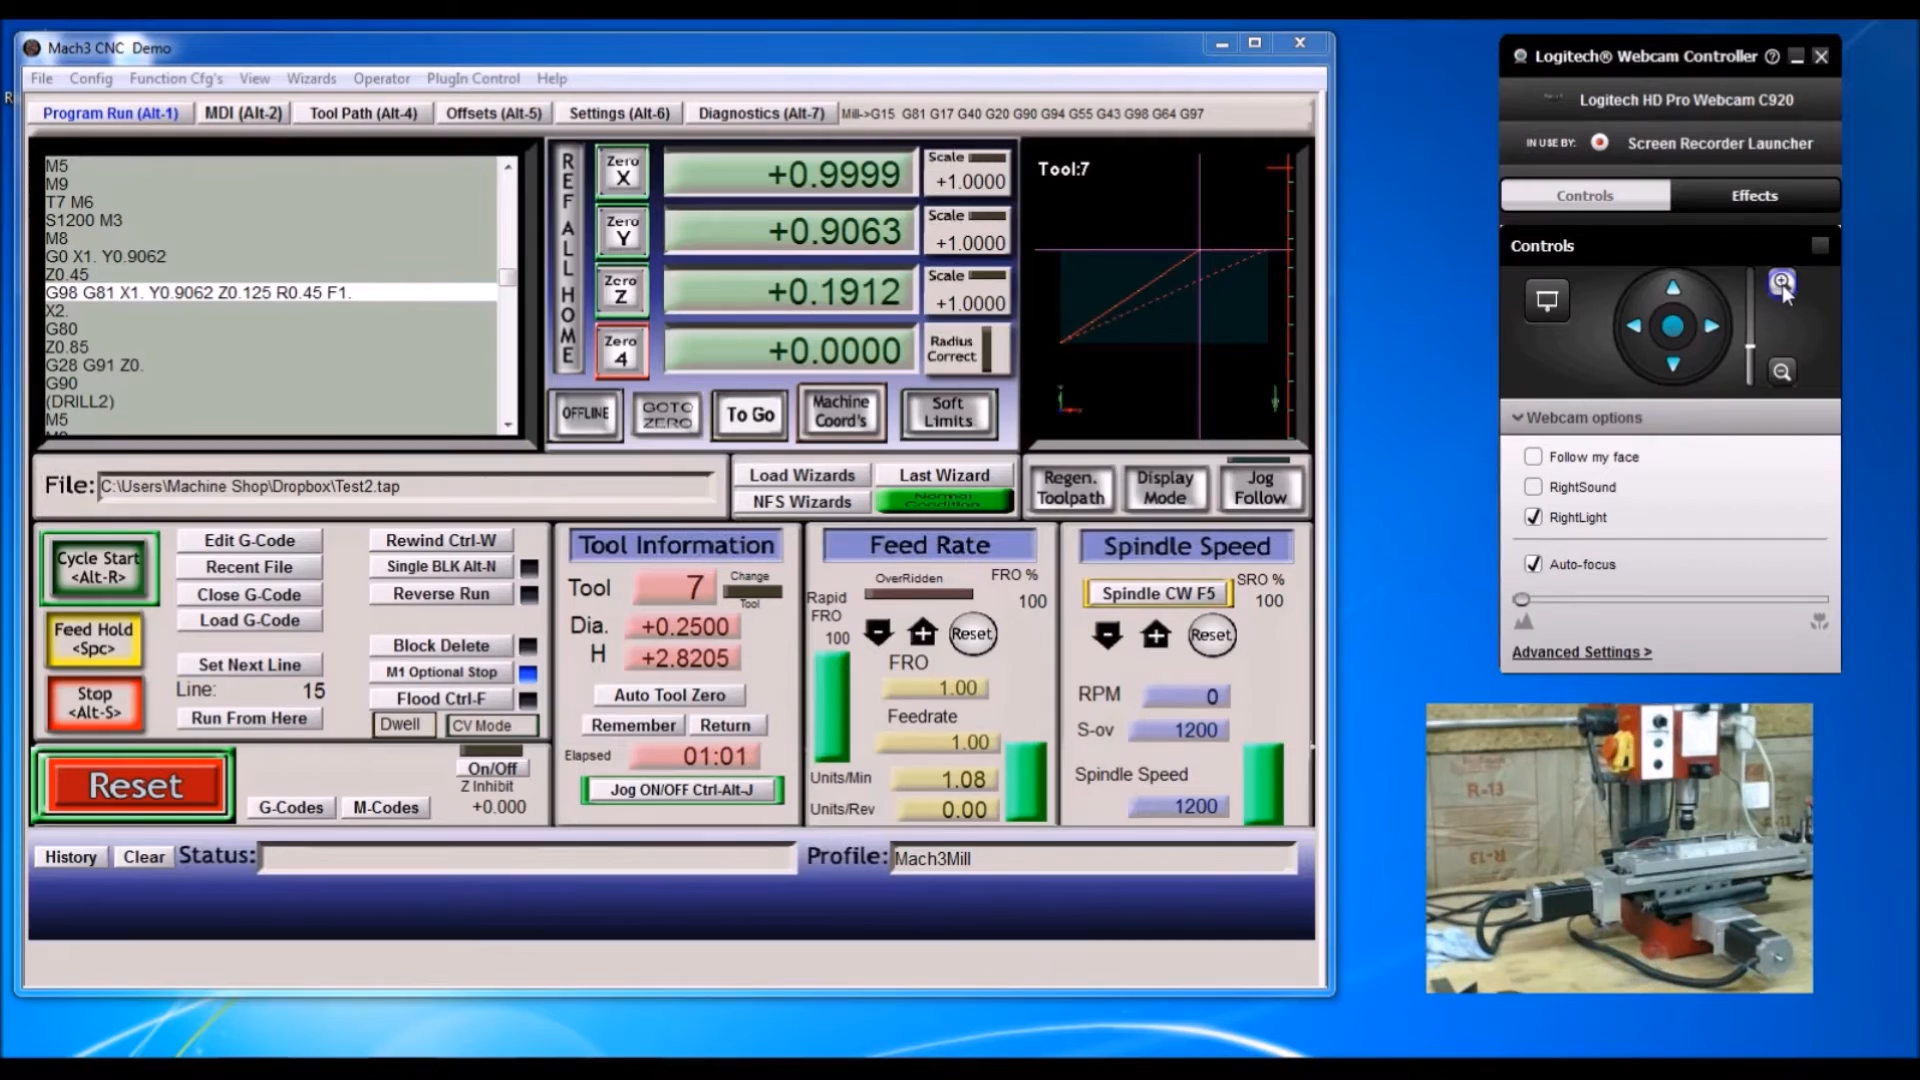 Mach3 CNC Demo
File Config Function Cfg's View Wizards Operator PlugIn Control Help
Program Run (Alt-1) MDI (Alt-2) Tool Path (Alt-4) Offsets (Alt-5) Settings (Alt-6) Diagnostics (Alt-7) Mill->G15 G81 G17 G40 G20 G90 G94 G55 G43 G98 G64 G97
M5
M9
T7 M6
S1200 M3
M8
G0 X1. Y0.9062
Z0.45
G98 G81 X1. Y0.9062 Z0.125 R0.45 F1.
X2.
G80
Z0.85
G28 G91 Z0.
G90
(DRILL2)
M5
REF ALL HOME
Zero X +0.9999 Scale +1.0000
Zero Y +0.9063 Scale +1.0000
Zero Z +0.1912 Scale +1.0000
Zero 4 +0.0000 Radius Correct
OFFLINE GOTO ZERO To Go Machine Coord's Soft Limits
Tool:7
File: C:\Users\Machine Shop\Dropbox\Test2.tap
Load Wizards Last Wizard
NFS Wizards Normal Condition
Regen. Toolpath Display Mode Jog Follow
Cycle Start <Alt-R>
Feed Hold <Spc>
Stop <Alt-S>
Reset
Edit G-Code
Recent File
Close G-Code
Load G-Code
Set Next Line
Line: 15
Run From Here
Rewind Ctrl-W
Single BLK Alt-N
Reverse Run
Block Delete
M1 Optional Stop
Flood Ctrl-F
Dwell CV Mode
On/Off
Z Inhibit
+0.000
G-Codes M-Codes
Tool Information
Tool 7 Change Tool
Dia. +0.2500
H +2.8205
Auto Tool Zero
Remember Return
Elapsed 01:01
Jog ON/OFF Ctrl-Alt-J
Feed Rate
OverRidden FRO %
100
Rapid FRO
100
Reset
FRO
1.00
Feedrate
1.00
Units/Min 1.08
Units/Rev 0.00
Spindle Speed
Spindle CW F5 SRO %
100
Reset
RPM 0
S-ov 1200
Spindle Speed
1200
History Clear Status: Profile: Mach3Mill
Logitech® Webcam Controller
Logitech HD Pro Webcam C920
IN USE BY: Screen Recorder Launcher
Controls Effects
Controls
Webcam options
Follow my face
RightSound
RightLight
Auto-focus
Advanced Settings >
R-13
R-13